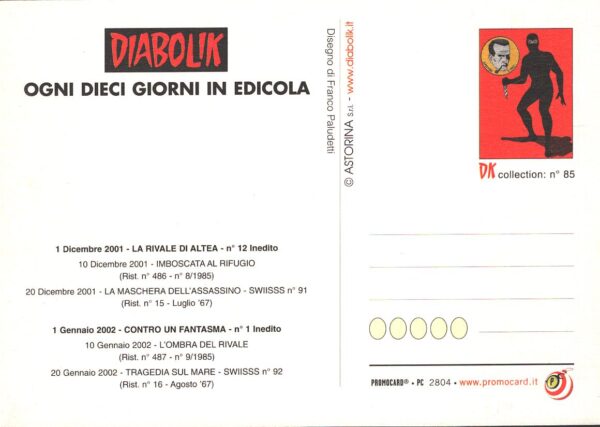 DIABOLIK
OGNI DIECI GIORNI IN EDICOLA
1 Dicembre 2001 - LA RIVALE DI ALTEA - n° 12 Inedito
10 Dicembre 2001 - IMBOSCATA AL RIFUGIO
(Rist. n° 486 - n° 8/1985)
20 Dicembre 2001 - LA MASCHERA DELL'ASSASSINO - SWIISSS n° 91
(Rist. n° 15 - Luglio '67)
1 Gennaio 2002 - CONTRO UN FANTASMA - n° 1 Inedito
10 Gennaio 2002 - L'OMBRA DEL RIVALE
(Rist. n° 487 - n° 9/1985)
20 Gennaio 2002 - TRAGEDIA SUL MARE - SWIISSS n° 92
(Rist. n° 16 - Agosto '67)
Disegno di Franco Paludetti
© ASTORINA s.r.l. - www.diabolik.it
DK collection: n° 85
PROMOCARD® • PC 2804 • www.promocard.it